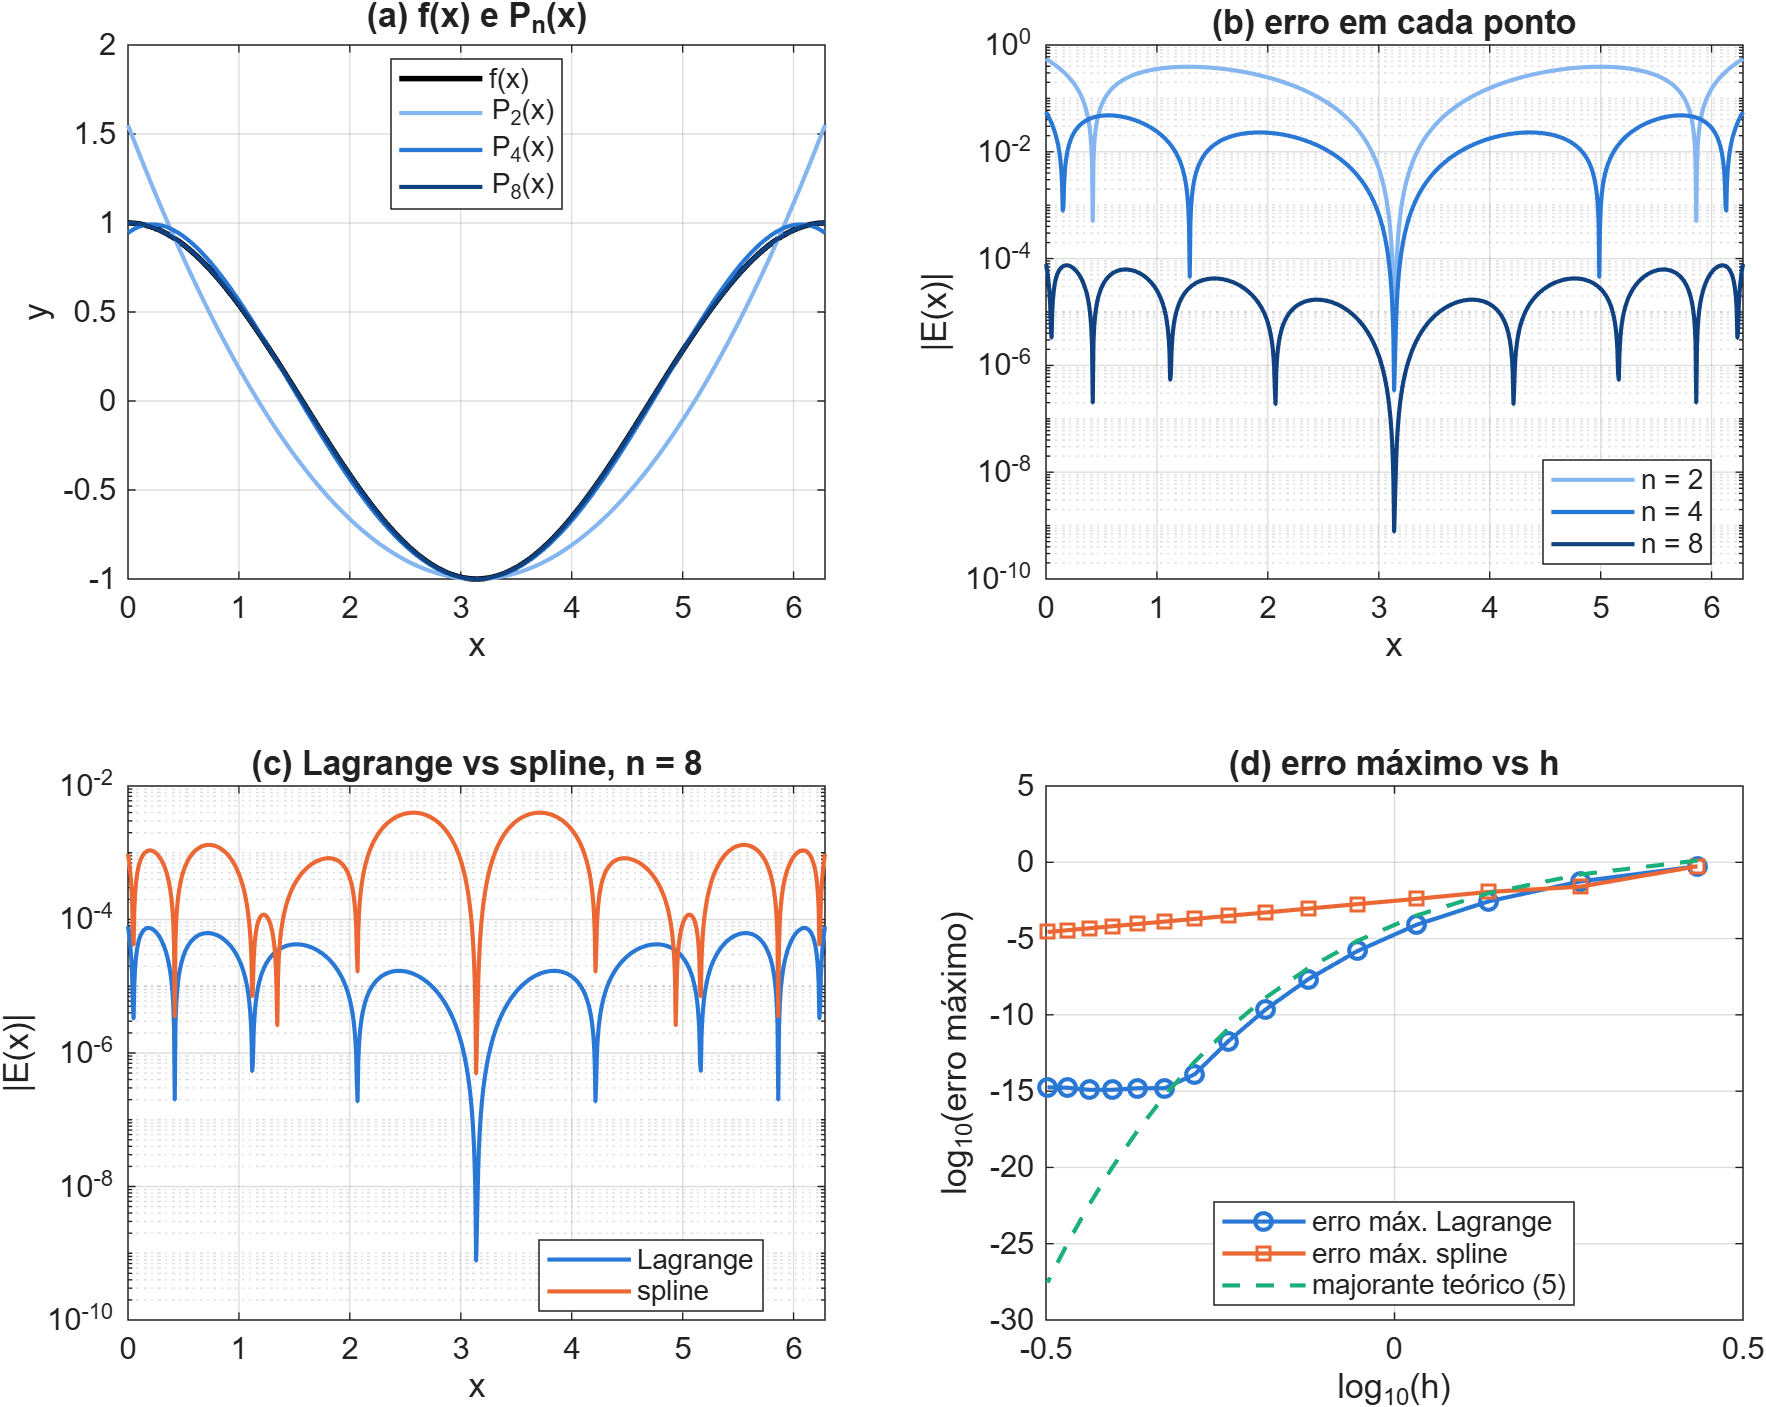 (a) f(x) e Pn(x)
2
1.5
1
0.5
0
-0.5
-1
y
f(x)
P2(x)
P4(x)
P8(x)
0 1 2 3 4 5 6
x
(b) erro em cada ponto
10^0
10^-2
10^-4
10^-6
10^-8
10^-10
|E(x)|
n = 2
n = 4
n = 8
0 1 2 3 4 5 6
x
(c) Lagrange vs spline, n = 8
10^-2
10^-4
10^-6
10^-8
10^-10
|E(x)|
Lagrange
spline
0 1 2 3 4 5 6
x
(d) erro máximo vs h
5
0
-5
-10
-15
-20
-25
-30
log10(erro máximo)
erro máx. Lagrange
erro máx. spline
majorante teórico (5)
-0.5 0 0.5
log10(h)